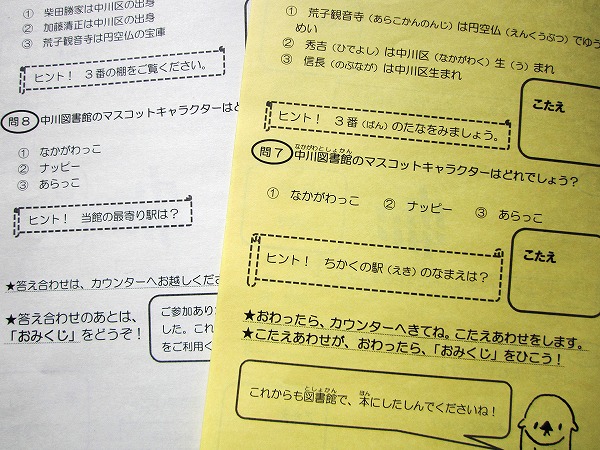 ① 柴田勝家は中川区の出身
② 加藤清正は中川区の出身
③ 荒子観音寺は円空仏の宝庫
ヒント！ ３番の棚をご覧ください。
問８ 中川図書館のマスコットキャラクターはど
① なかがわっこ
② ナッピー
③ あらっこ
ヒント！ 当館の最寄り駅は？
★答え合わせは、カウンターへお越しくださ
★答え合わせのあとは、
「おみくじ」をどうぞ！
ご参加あり
した。これ
をご利用く
① 荒子観音寺（あらこかんのんじ）は円空仏（えんくうぶつ）でゆう
めい
② 秀吉（ひでよし）は中川区（なかがわく）生（う）まれ
③ 信長（のぶなが）は中川区生まれ
こたえ
ヒント！ ３番（ばん）のたなをみましょう。
なかがわとしょかん
問７ 中川図書館のマスコットキャラクターはどれでしょう？
① なかがわっこ ② ナッピー ③ あらっこ
こたえ
ヒント！ ちかくの駅（えき）のなまえは？
★おわったら、カウンターへきてね。こたえあわせをします。
★こたえあわせが、おわったら、「おみくじ」をひこう！
としょかん ほん
これからも図書館で、本にしたしんでくださいね！